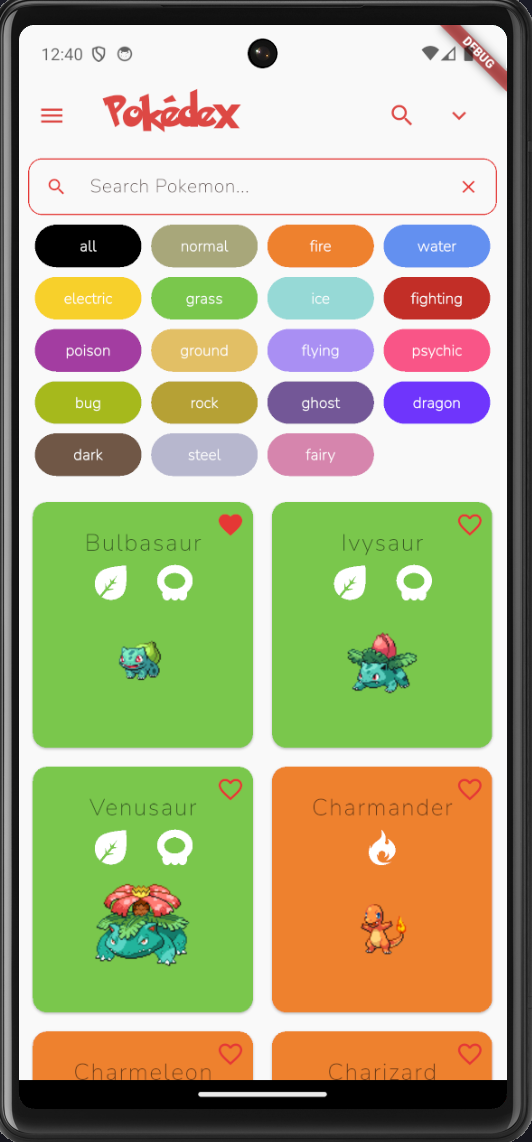 12:40
DEBUG
Pokédex
Search Pokemon...
all normal fire water
electric grass ice fighting
poison ground flying psychic
bug rock ghost dragon
dark steel fairy
Bulbasaur Ivysaur
Venusaur Charmander
Charmeleon Charizard